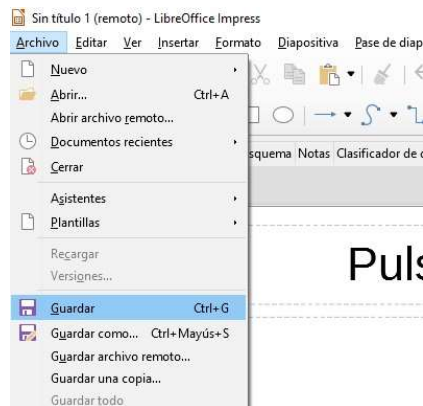 Sin título 1 (remoto) - LibreOffice Impress
Archivo Editar Ver Insertar Formato Diapositiva Pase de diap
Nuevo
Abrir... Ctrl+A
Abrir archivo remoto...
Documentos recientes
squema Notas Clasificador de
Cerrar
Asistentes
Plantillas
Recargar
Versiones...
Puls
Guardar Ctrl+G
Guardar como... Ctrl+Mayús+S
Guardar archivo remoto...
Guardar una copia...
Guardar todo